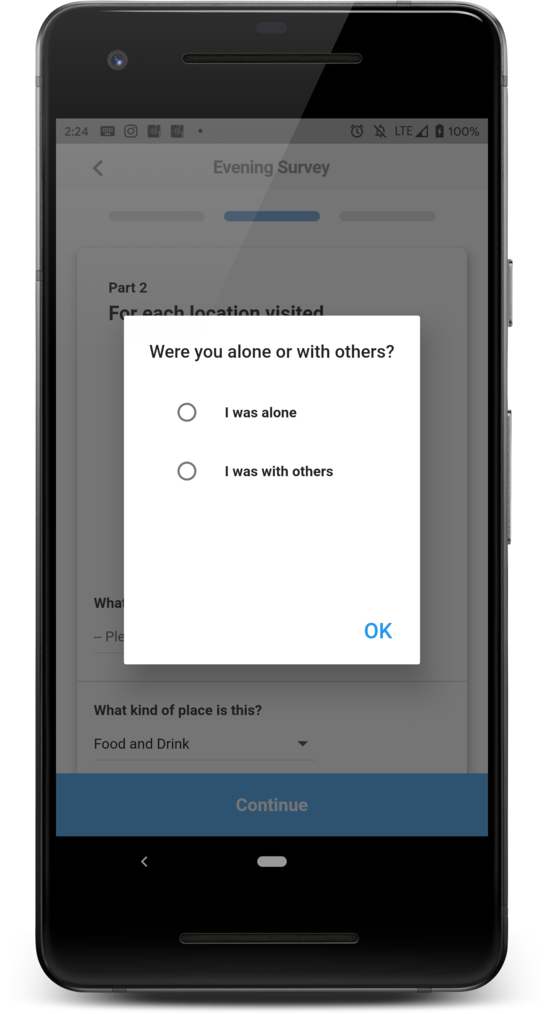 2:24
LTE
100%
Evening Survey
Part 2
For each location visited
Were you alone or with others?
I was alone
I was with others
What
-- Ple
OK
What kind of place is this?
Food and Drink
Continue